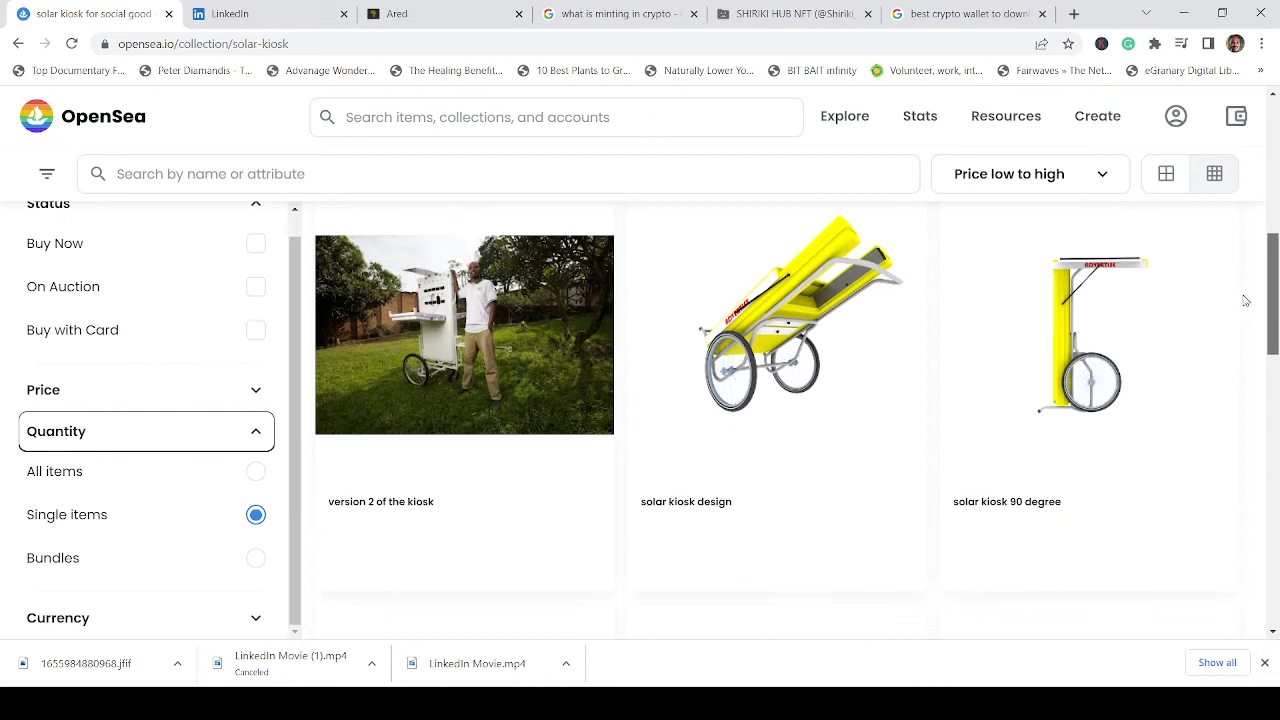 solar kiosk for social good -
LinkedIn
Ared
what is minting in crypto -
SHIRIKI HUB NFT (@Shiriki_
best crypto wallet to downl
opensea.io/collection/solar-kiosk
Top Documentary F...
Peter Diamandis - T...
Advanage Wonder...
The Healing Benefit...
10 Best Plants to Gr...
Naturally Lower Yo...
BIT BAIT infinity
Volunteer, work, int...
Fairwaves » The Net...
eGranary Digital Lib...
»
OpenSea
Search items, collections, and accounts
Explore
Stats
Resources
Create
Search by name or attribute
Price low to high
Status
Buy Now
On Auction
Buy with Card
Price
Quantity
All items
Single items
Bundles
Currency
ADVERTISE
version 2 of the kiosk
solar kiosk design
solar kiosk 90 degree
1655984880968.jfif
LinkedIn Movie (1).mp4
Canceled
LinkedIn Movie.mp4
Show all